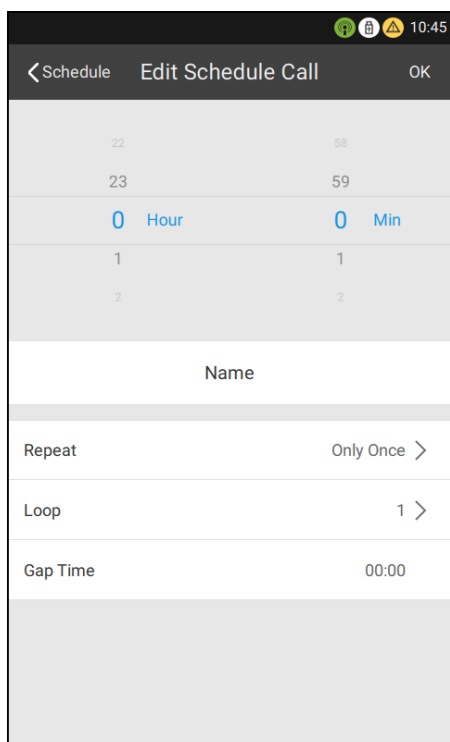 10:45
Schedule Edit Schedule Call OK
22 58
23 59
0 Hour 0 Min
1 1
2 2
Name
Repeat Only Once
Loop 1
Gap Time 00:00